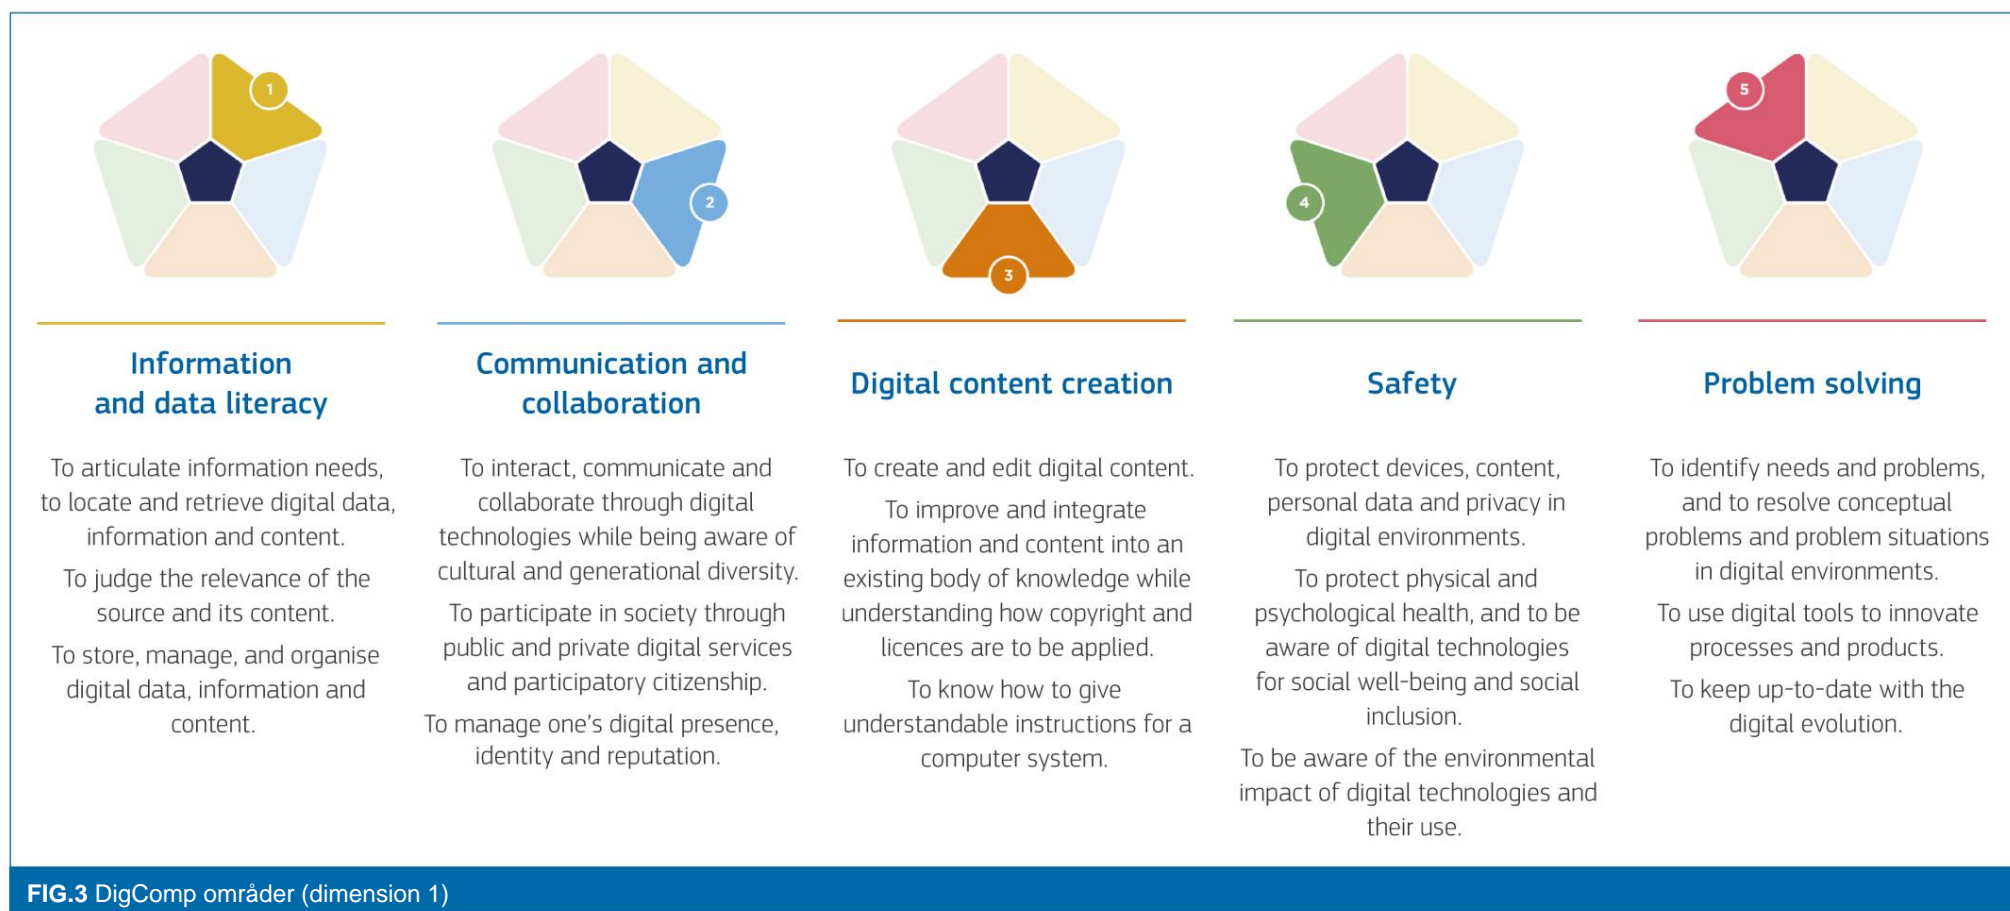 1
Information
and data literacy
To articulate information needs,
to locate and retrieve digital data,
information and content.
To judge the relevance of the
source and its content.
To store, manage, and organise
digital data, information and
content.
2
Communication and
collaboration
To interact, communicate and
collaborate through digital
technologies while being aware of
cultural and generational diversity.
To participate in society through
public and private digital services
and participatory citizenship.
To manage one’s digital presence,
identity and reputation.
3
Digital content creation
To create and edit digital content.
To improve and integrate
information and content into an
existing body of knowledge while
understanding how copyright and
licences are to be applied.
To know how to give
understandable instructions for a
computer system.
4
Safety
To protect devices, content,
personal data and privacy in
digital environments.
To protect physical and
psychological health, and to be
aware of digital technologies
for social well-being and social
inclusion.
To be aware of the environmental
impact of digital technologies and
their use.
5
Problem solving
To identify needs and problems,
and to resolve conceptual
problems and problem situations
in digital environments.
To use digital tools to innovate
processes and products.
To keep up-to-date with the
digital evolution.
FIG.3 DigComp områder (dimension 1)